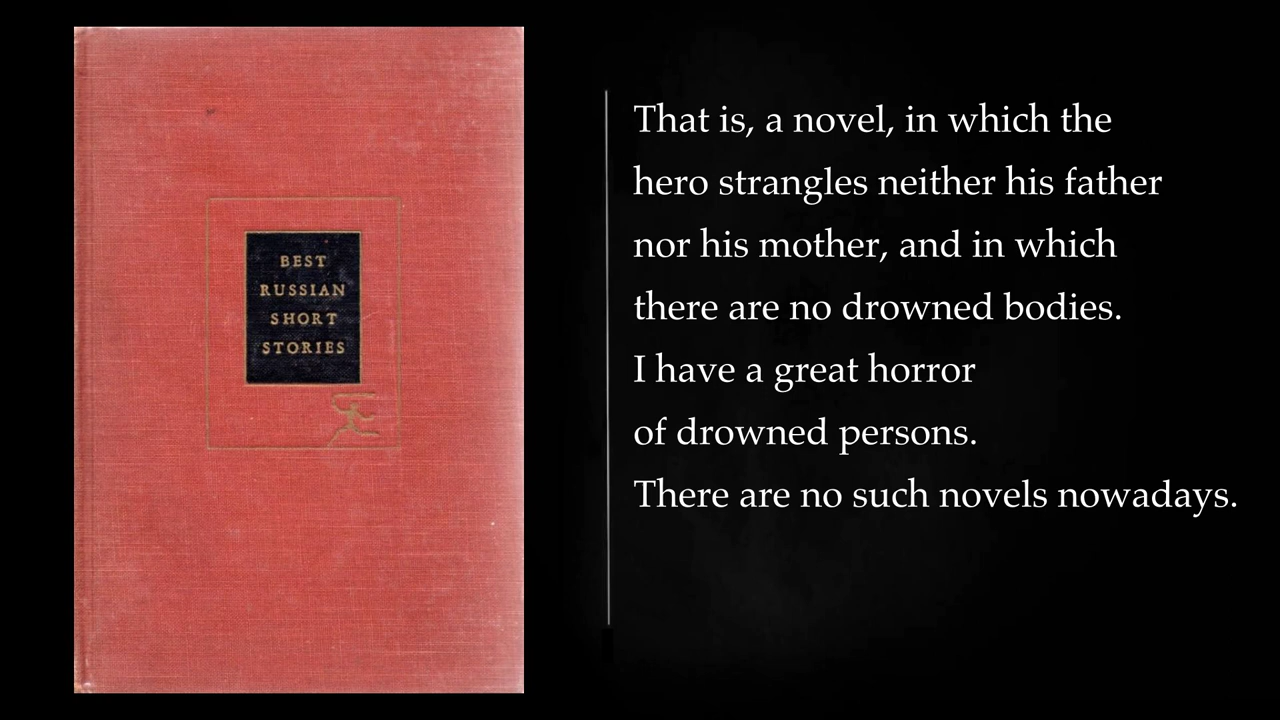 BEST
RUSSIAN
SHORT
STORIES
That is, a novel, in which the
hero strangles neither his father
nor his mother, and in which
there are no drowned bodies.
I have a great horror
of drowned persons.
There are no such novels nowadays.